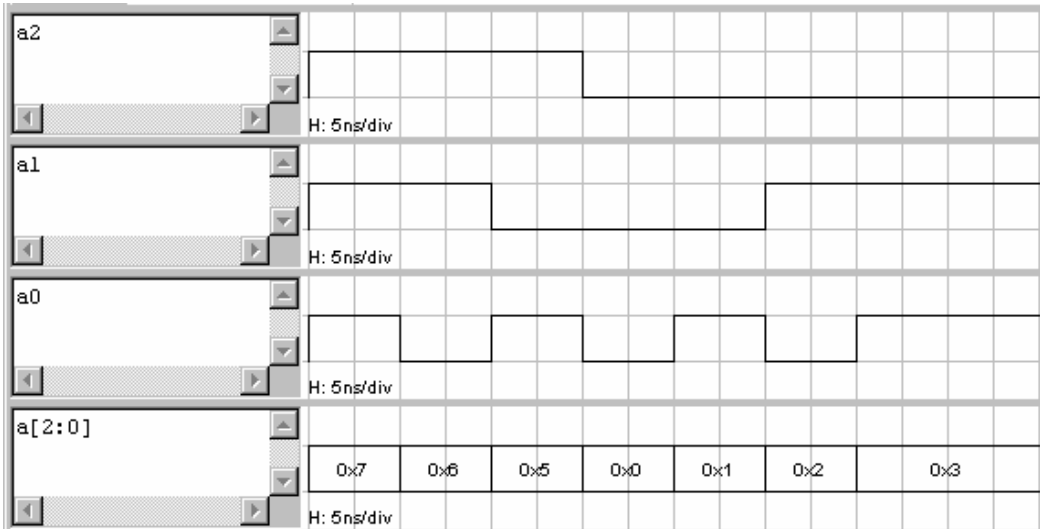 a2
H: 5ns/div
a1
H: 5ns/div
a0
H: 5ns/div
a[2:0]
0x7 0x6 0x5 0x0 0x1 0x2 0x3
H: 5ns/div